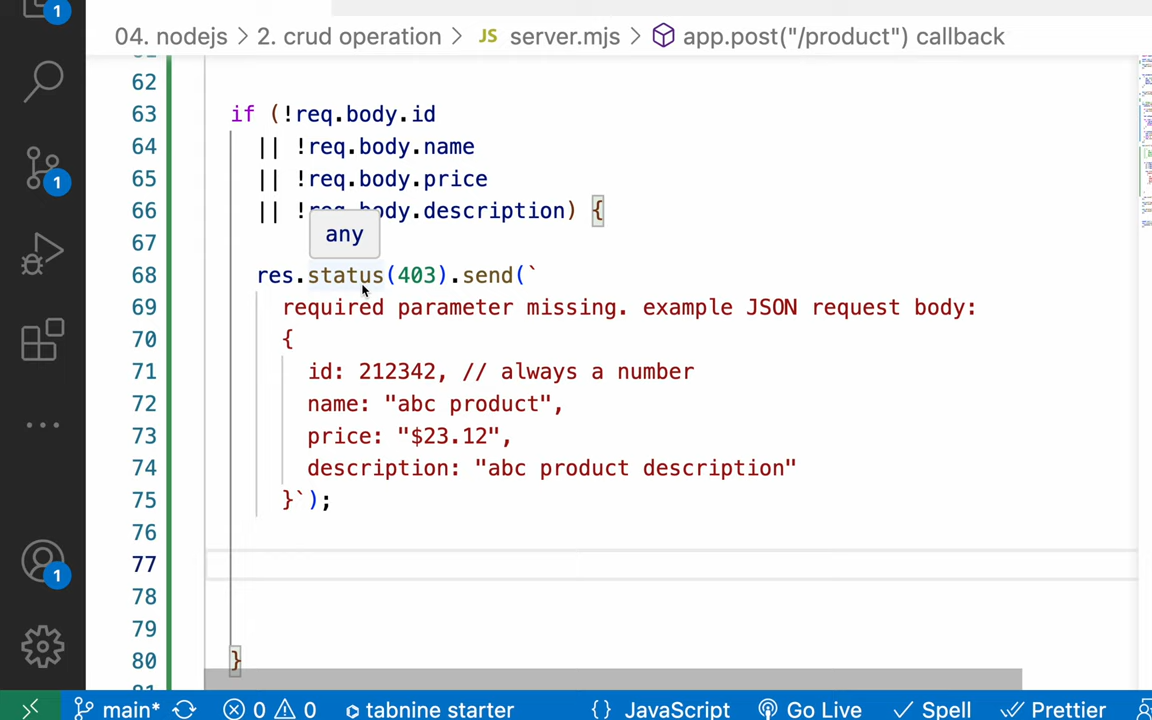 1
04. nodejs > 2. crud operation > JS server.mjs > app.post("/product") callback
62
63 if (!req.body.id
64 || !req.body.name
65 || !req.body.price
66 || !req.body.description) {
any
67
68 res.status(403).send(`
69 required parameter missing. example JSON request body:
70 {
71 id: 212342, // always a number
72 name: "abc product",
73 price: "$23.12",
74 description: "abc product description"
75 }`);
76
77
78
79
80 }
1
1
main* 0 0 tabnine starter {} JavaScript Go Live Spell Prettier